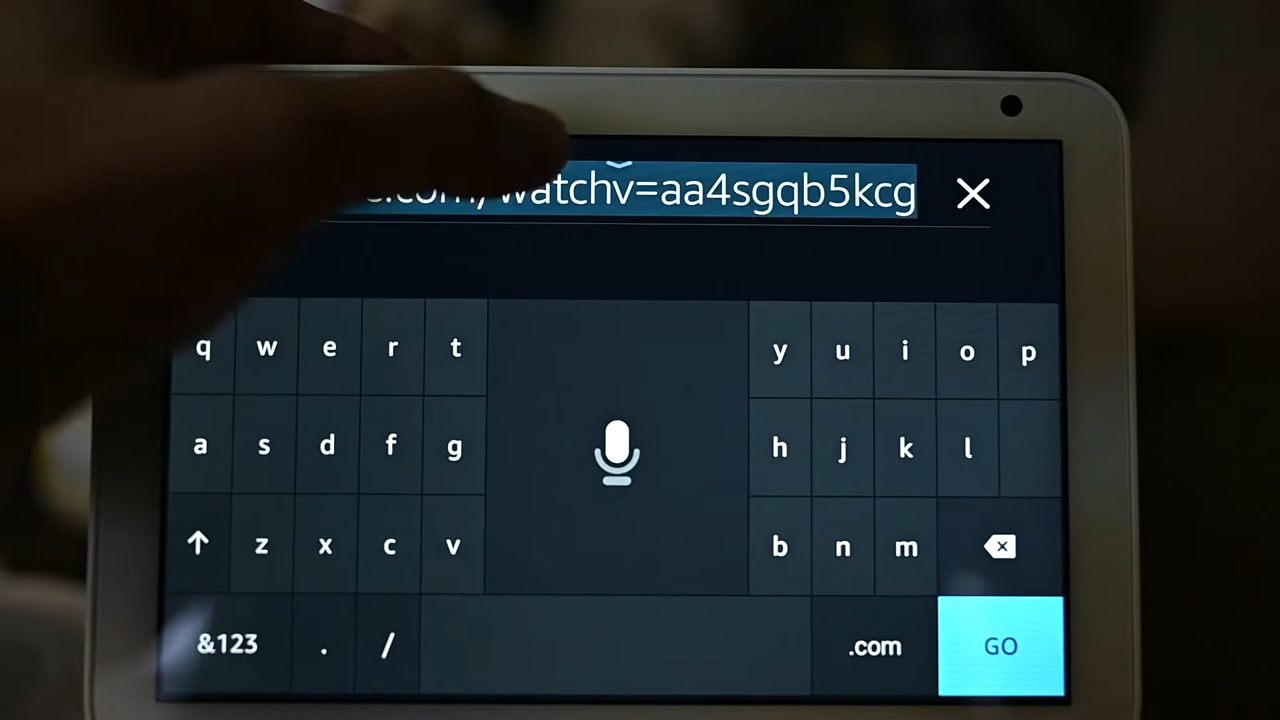 watchv=aa4sgqb5kcg
q w e r t y u i o p
a s d f g h j k l
z x c v b n m
&123 . / .com GO